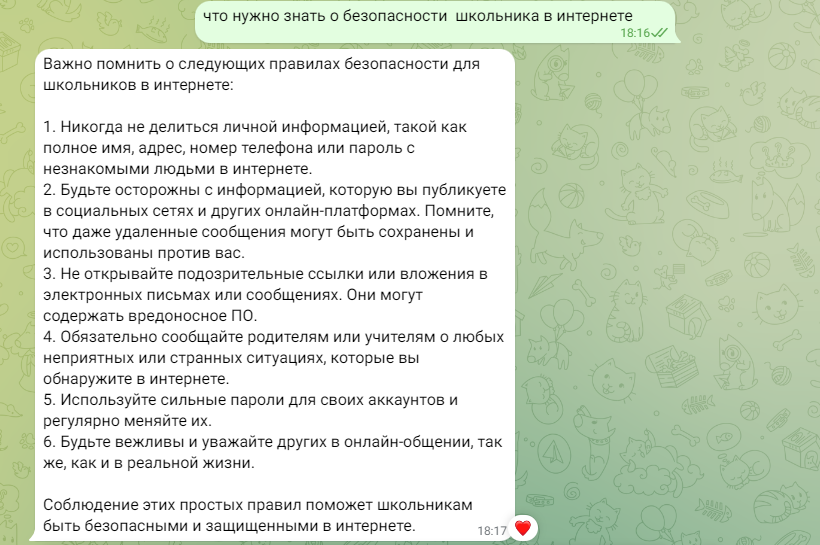 что нужно знать о безопасности школьника в интернете
18:16
Важно помнить о следующих правилах безопасности для
школьников в интернете:
1. Никогда не делиться личной информацией, такой как
полное имя, адрес, номер телефона или пароль с
незнакомыми людьми в интернете.
2. Будьте осторожны с информацией, которую вы публикуете
в социальных сетях и других онлайн-платформах. Помните,
что даже удаленные сообщения могут быть сохранены и
использованы против вас.
3. Не открывайте подозрительные ссылки или вложения в
электронных письмах или сообщениях. Они могут
содержать вредоносное ПО.
4. Обязательно сообщайте родителям или учителям о любых
неприятных или странных ситуациях, которые вы
обнаружите в интернете.
5. Используйте сильные пароли для своих аккаунтов и
регулярно меняйте их.
6. Будьте вежливы и уважайте других в онлайн-общении, так
же, как и в реальной жизни.
Соблюдение этих простых правил поможет школьникам
быть безопасными и защищенными в интернете.
18:17